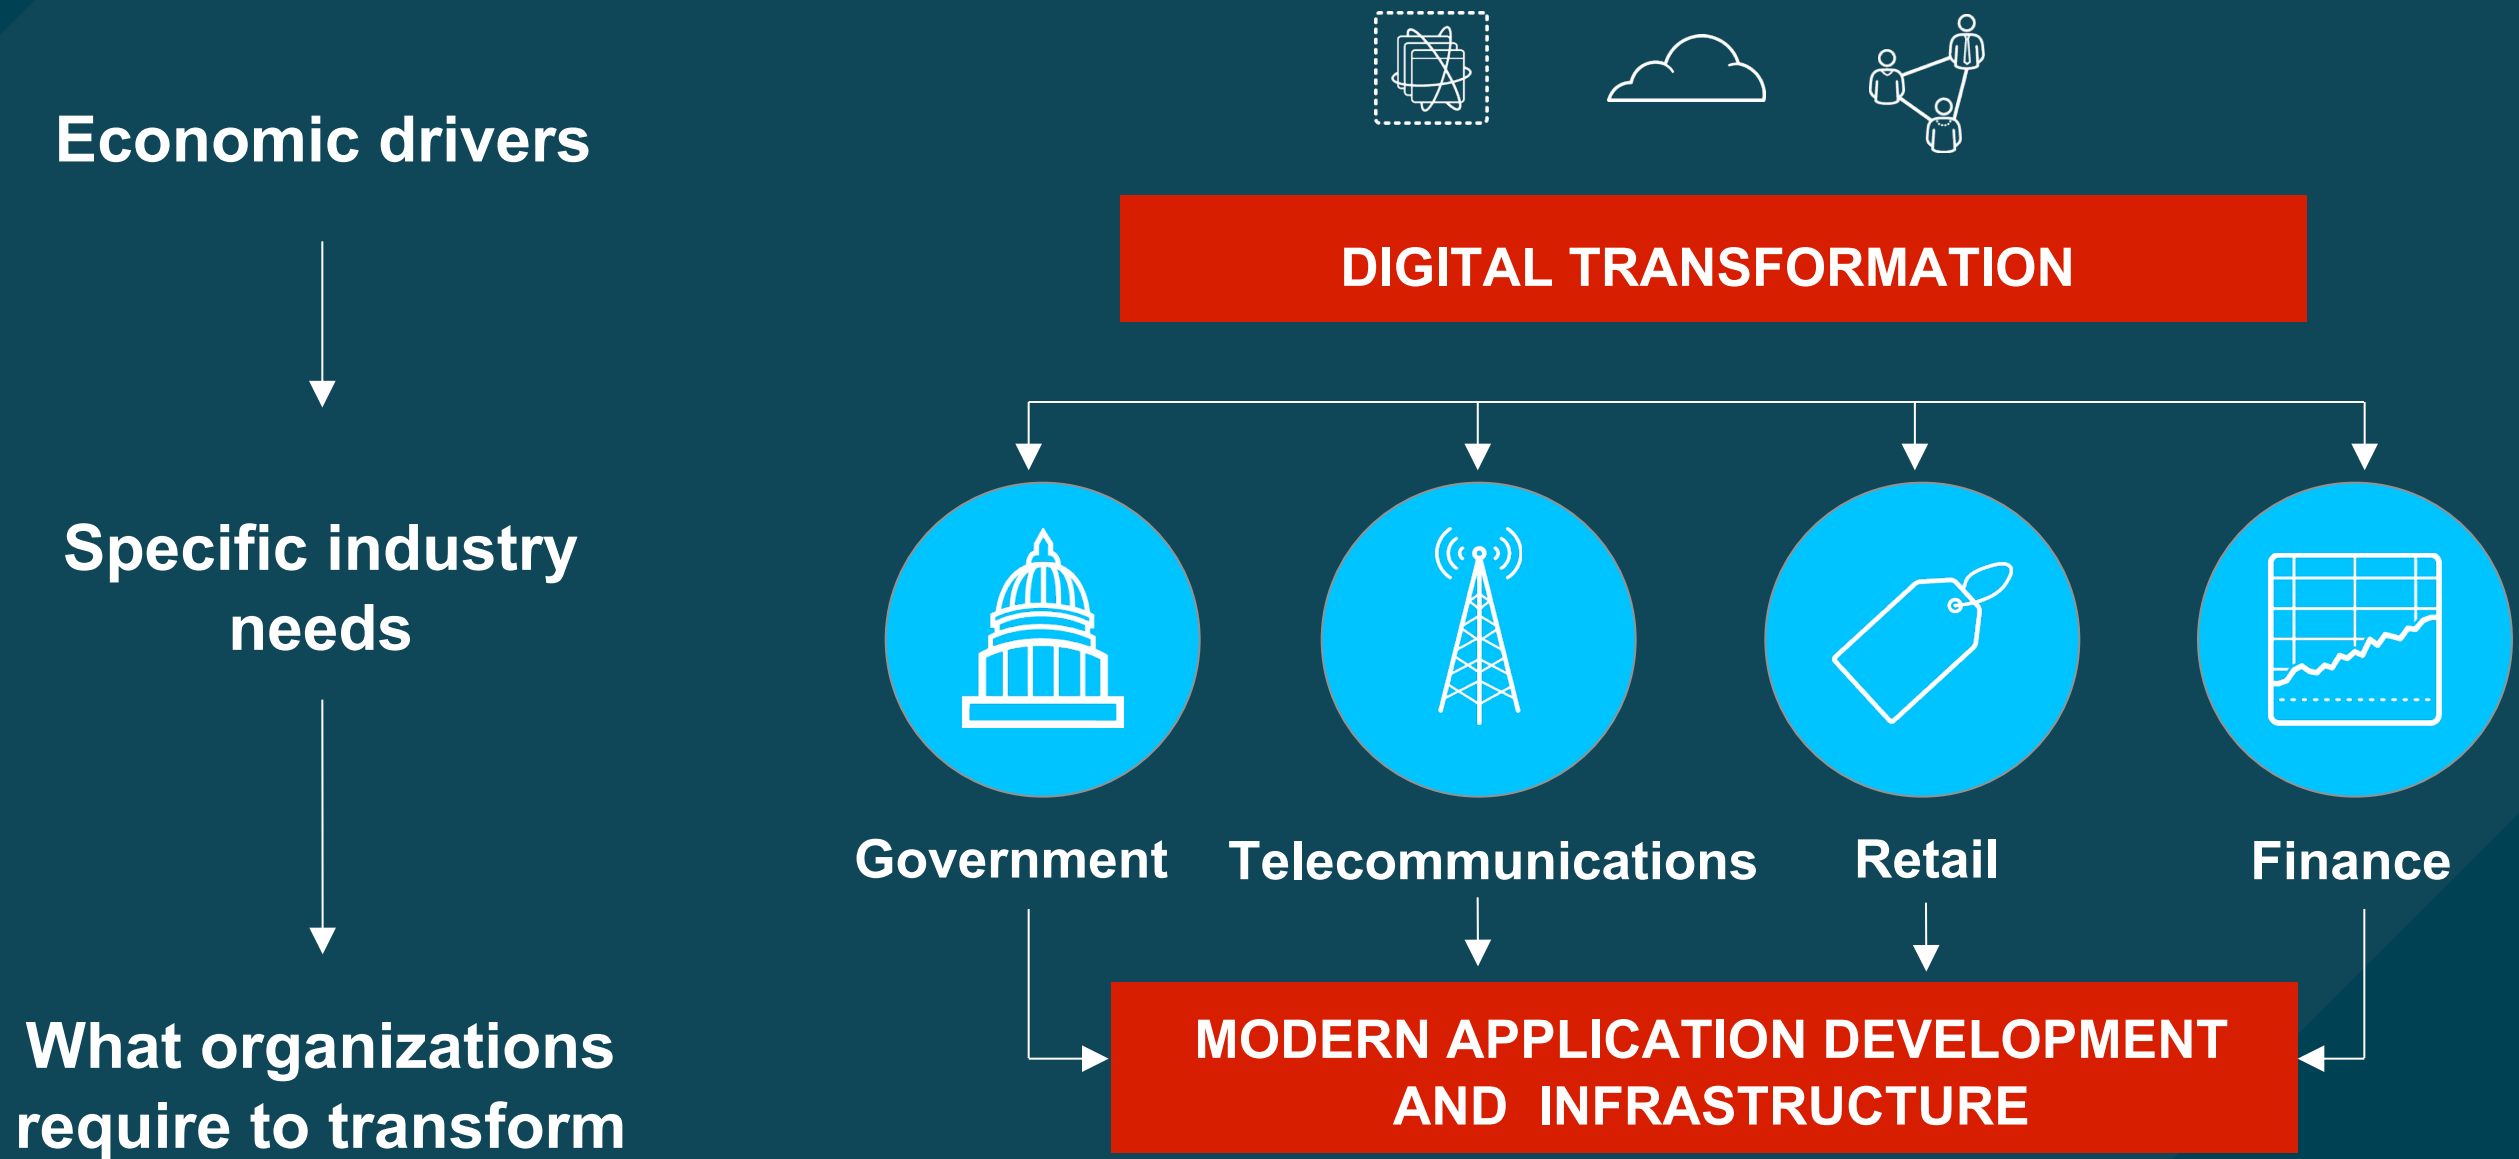 Economic drivers
DIGITAL TRANSFORMATION
Specific industry
needs
Government
Telecommunications
Retail
Finance
What organizations
require to transform
MODERN APPLICATION DEVELOPMENT
AND INFRASTRUCTURE